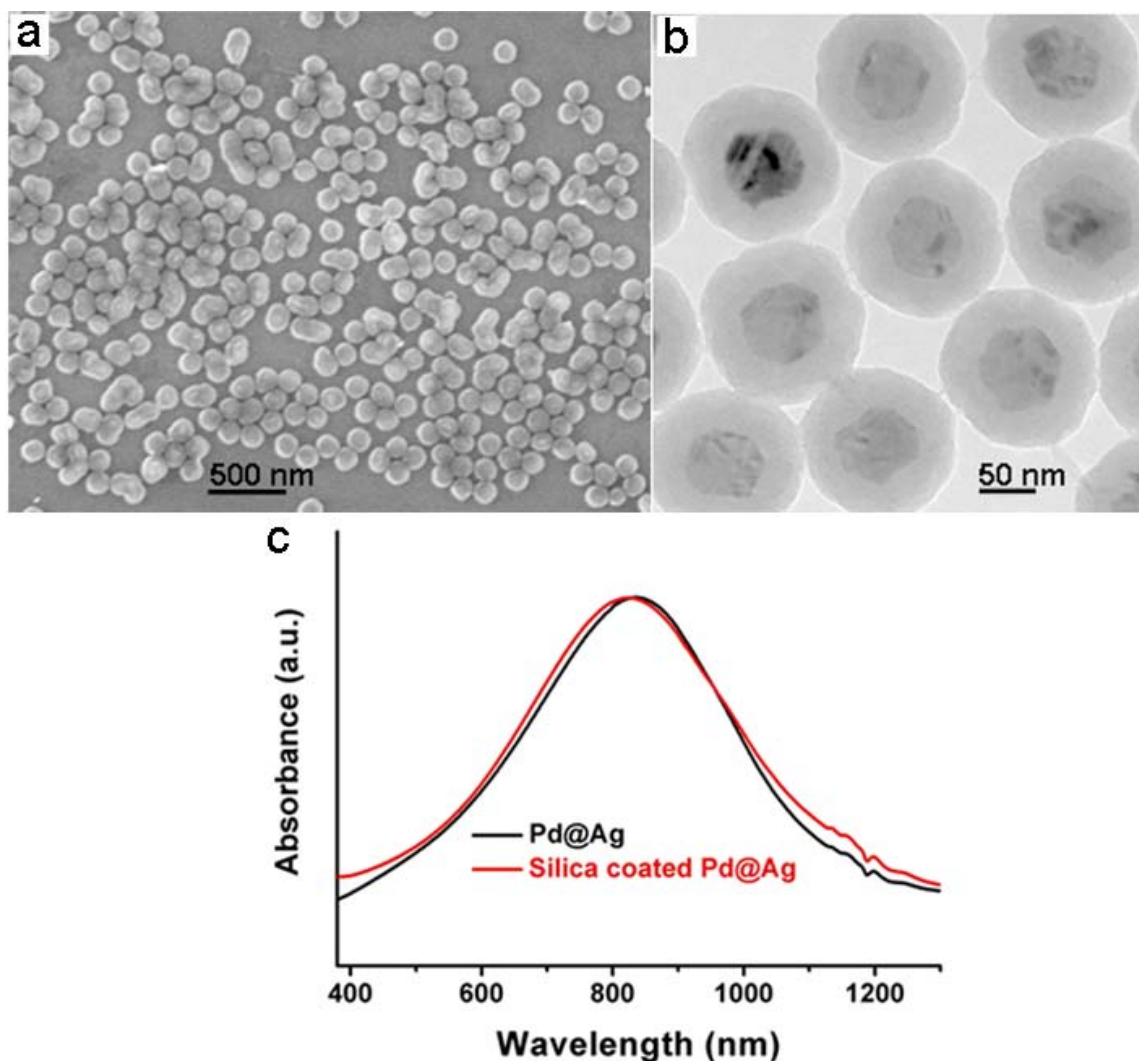 a
b
500 nm
50 nm
c
Absorbance (a.u.)
Pd@Ag
Silica coated Pd@Ag
400 600 800 1000 1200
Wavelength (nm)